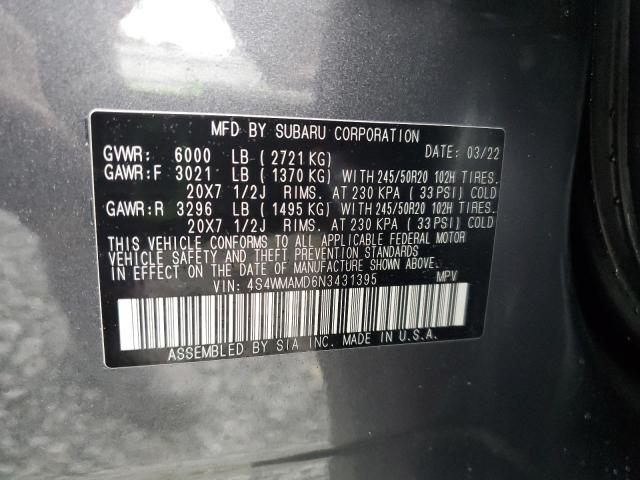 MFD BY SUBARU CORPORATION
GVWR: 6000 LB ( 2721 KG) DATE: 03/22
GAWR:F 3021 LB ( 1370 KG) WITH 245/50R20 102H TIRES.
20X7 1/2J RIMS. AT 230 KPA ( 33 PSI) COLD
GAWR:R 3296 LB ( 1495 KG) WITH 245/50R20 102H TIRES.
20X7 1/2J RIMS. AT 230 KPA ( 33 PSI) COLD
THIS VEHICLE CONFORMS TO ALL APPLICABLE FEDERAL MOTOR
VEHICLE SAFETY AND THEFT PREVENTION STANDARDS
IN EFFECT ON THE DATE OF MANUFACTURE SHOWN ABOVE.
VIN: 4S4WMAMD6N3431395 MPV
ASSEMBLED BY SIA INC. MADE IN U.S.A.